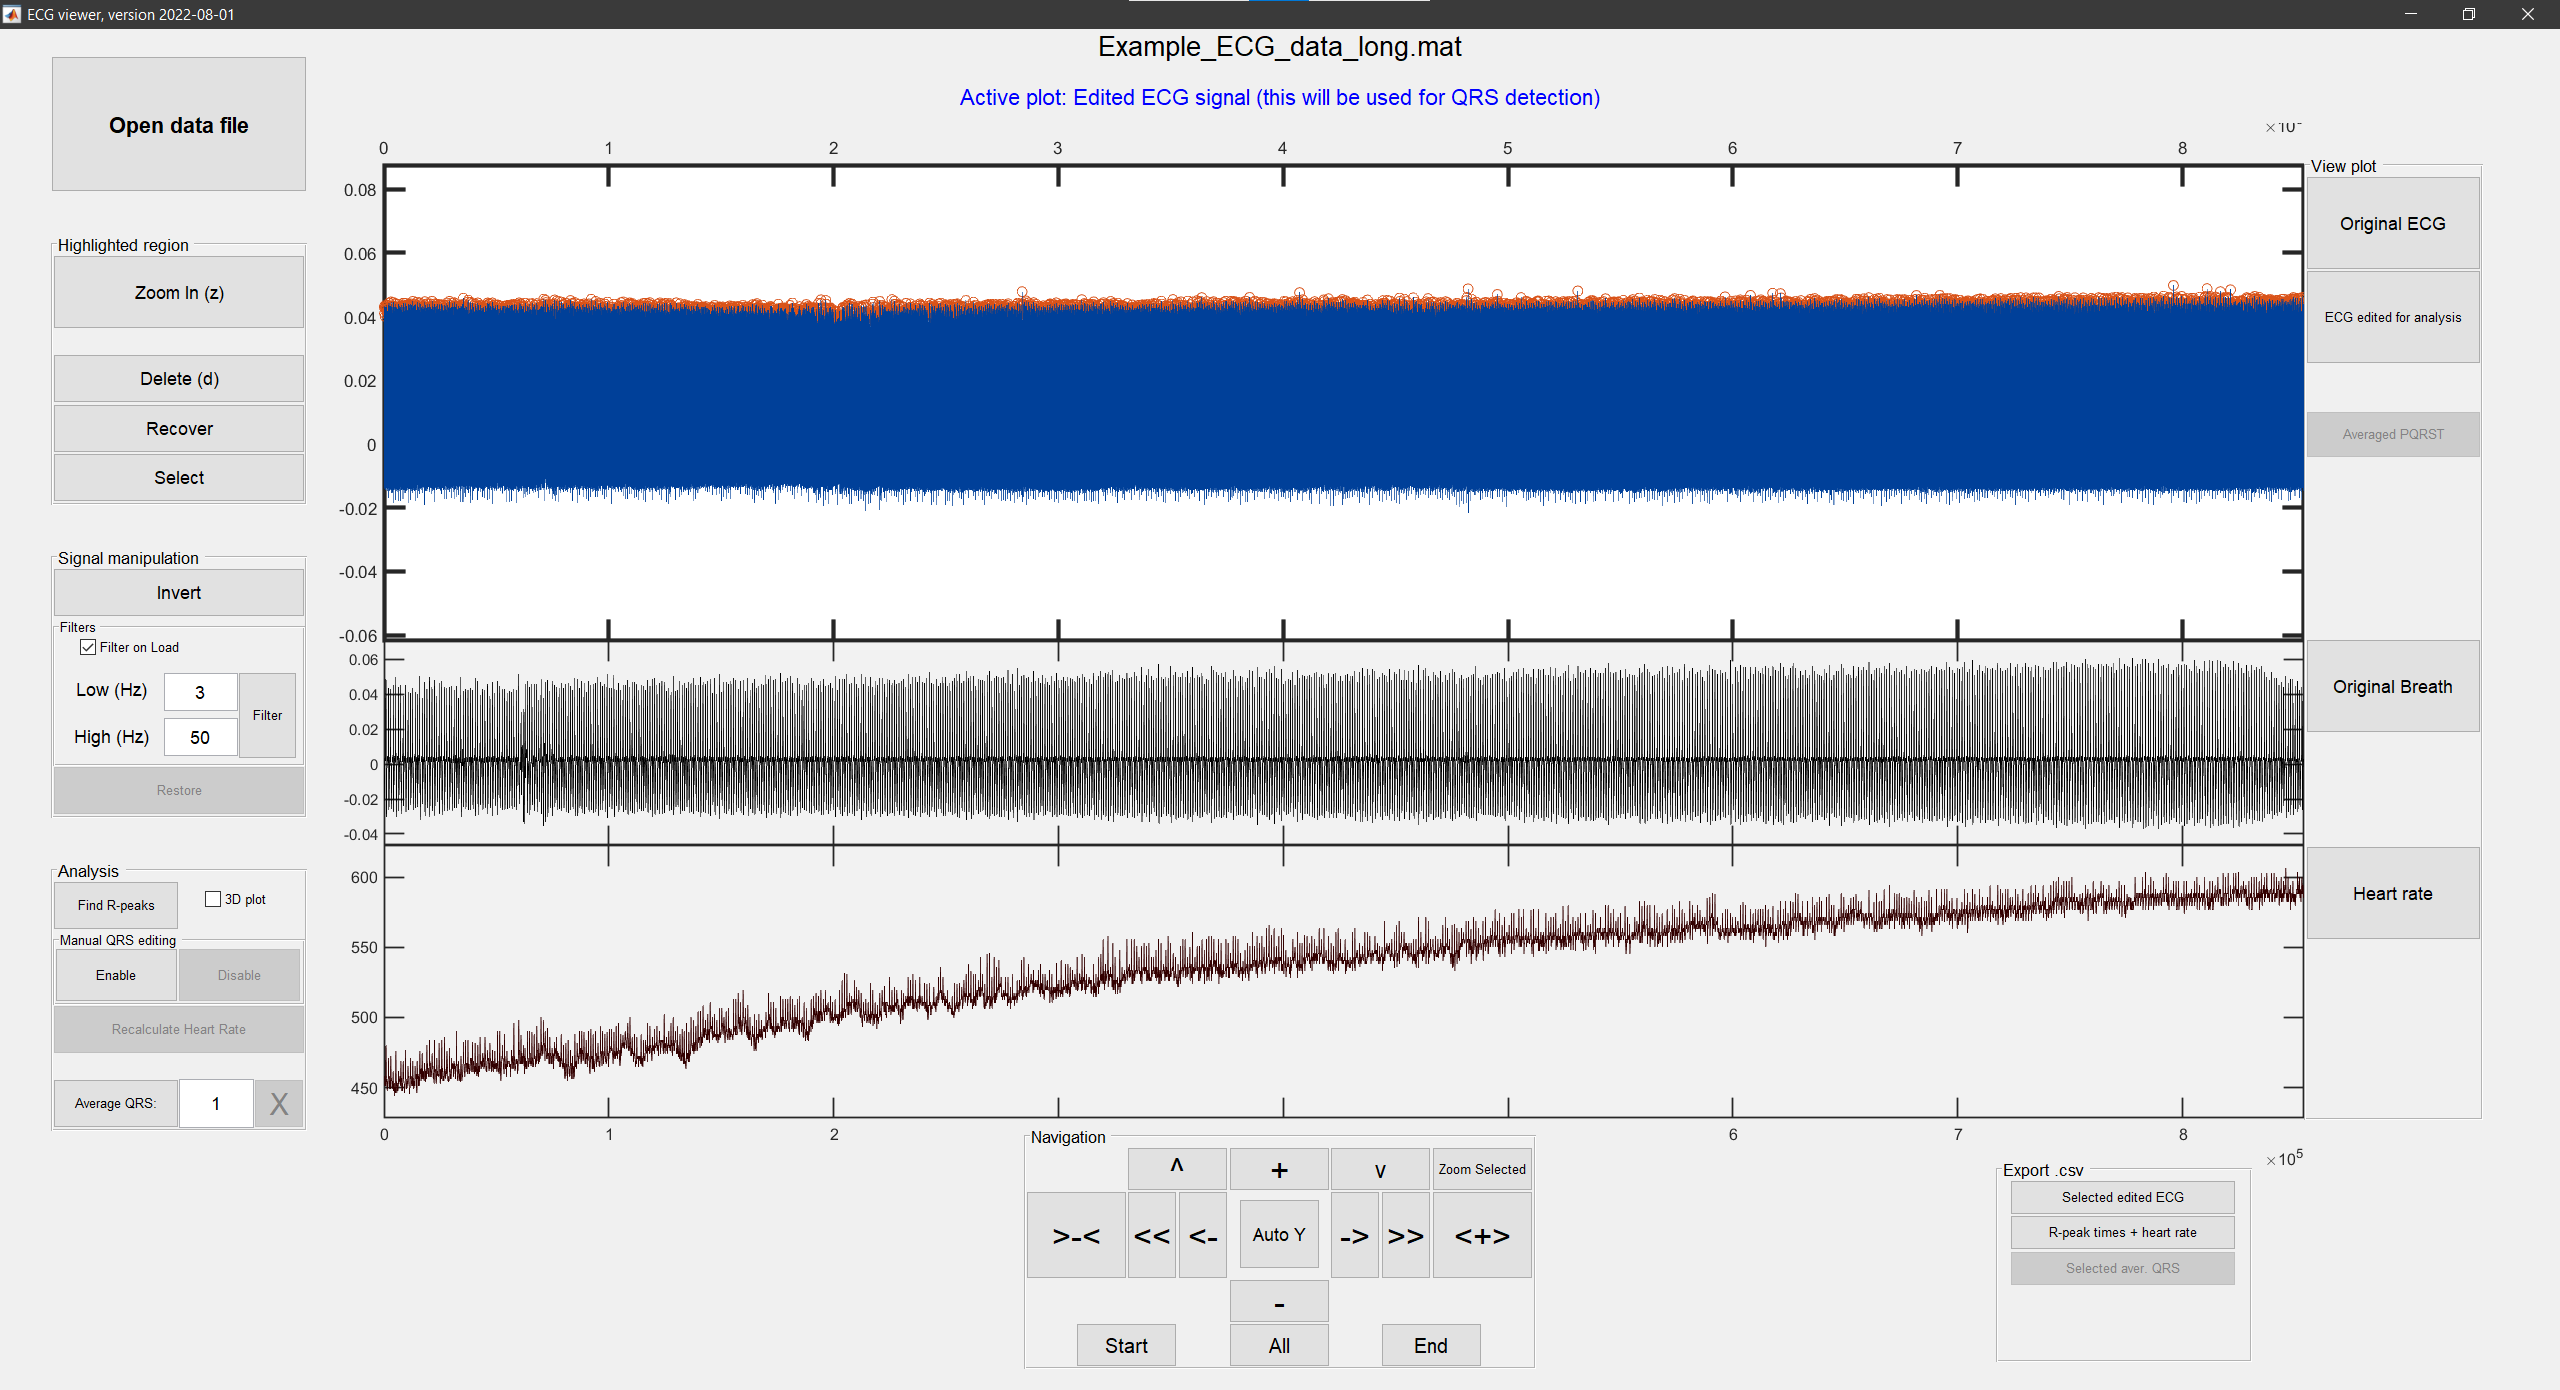 ECG viewer, version 2022-08-01
Example_ECG_data_long.mat
Active plot: Edited ECG signal (this will be used for QRS detection)
Open data file
Highlighted region
Zoom In (z)
Delete (d)
Recover
Select
Signal manipulation
Invert
Filters
Filter on Load
Low (Hz) 3
High (Hz) 50
Filter
Restore
Analysis
Find R-peaks
3D plot
Manual QRS editing
Enable
Disable
Recalculate Heart Rate
Average QRS: 1 X
0 1 2 3 4 5 6 7 8
0.08
0.06
0.04
0.02
0
-0.02
-0.04
-0.06
0.06
0.04
0.02
0
-0.02
-0.04
600
550
500
450
0 1 2 6 7 8
×10⁵
View plot
Original ECG
ECG edited for analysis
Averaged PQRST
Original Breath
Heart rate
Navigation
^ + v Zoom Selected
>-< << <- Auto Y -> >> <+>
-
Start All End
Export .csv
Selected edited ECG
R-peak times + heart rate
Selected aver. QRS